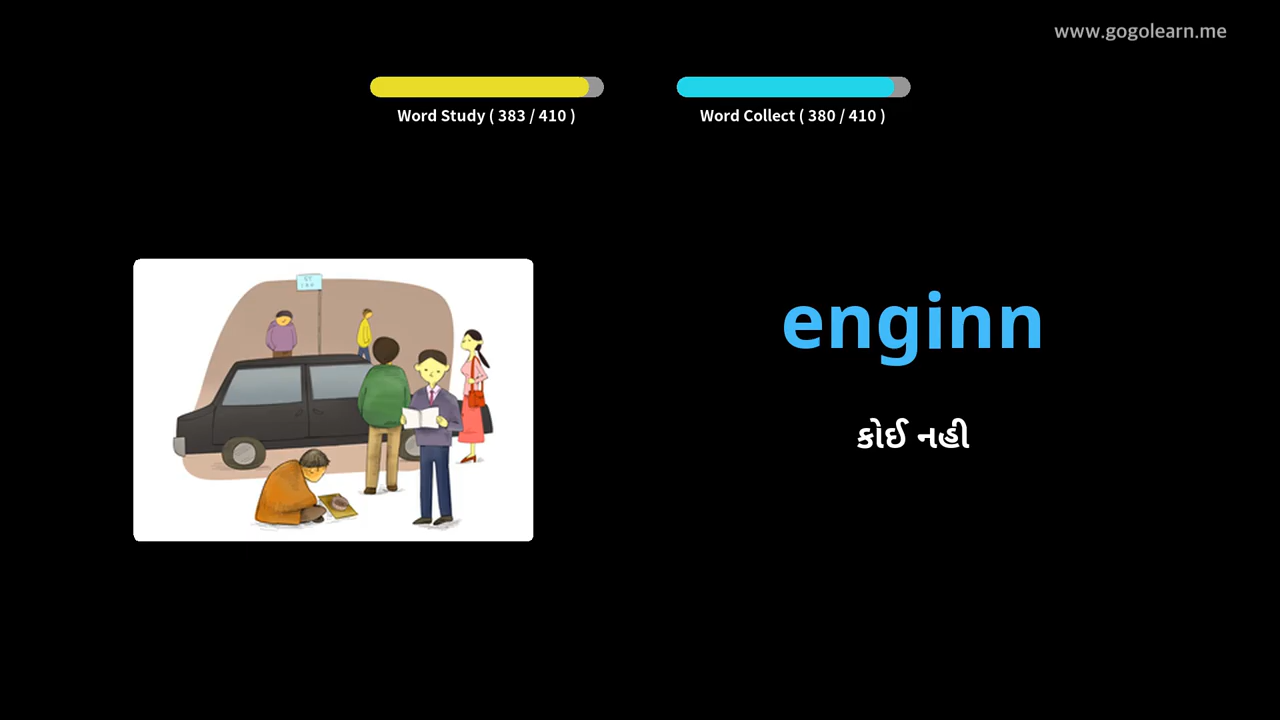 www.gogolearn.me
Word Study ( 383 / 410 )
Word Collect ( 380 / 410 )
enginn
કોઈ નહી